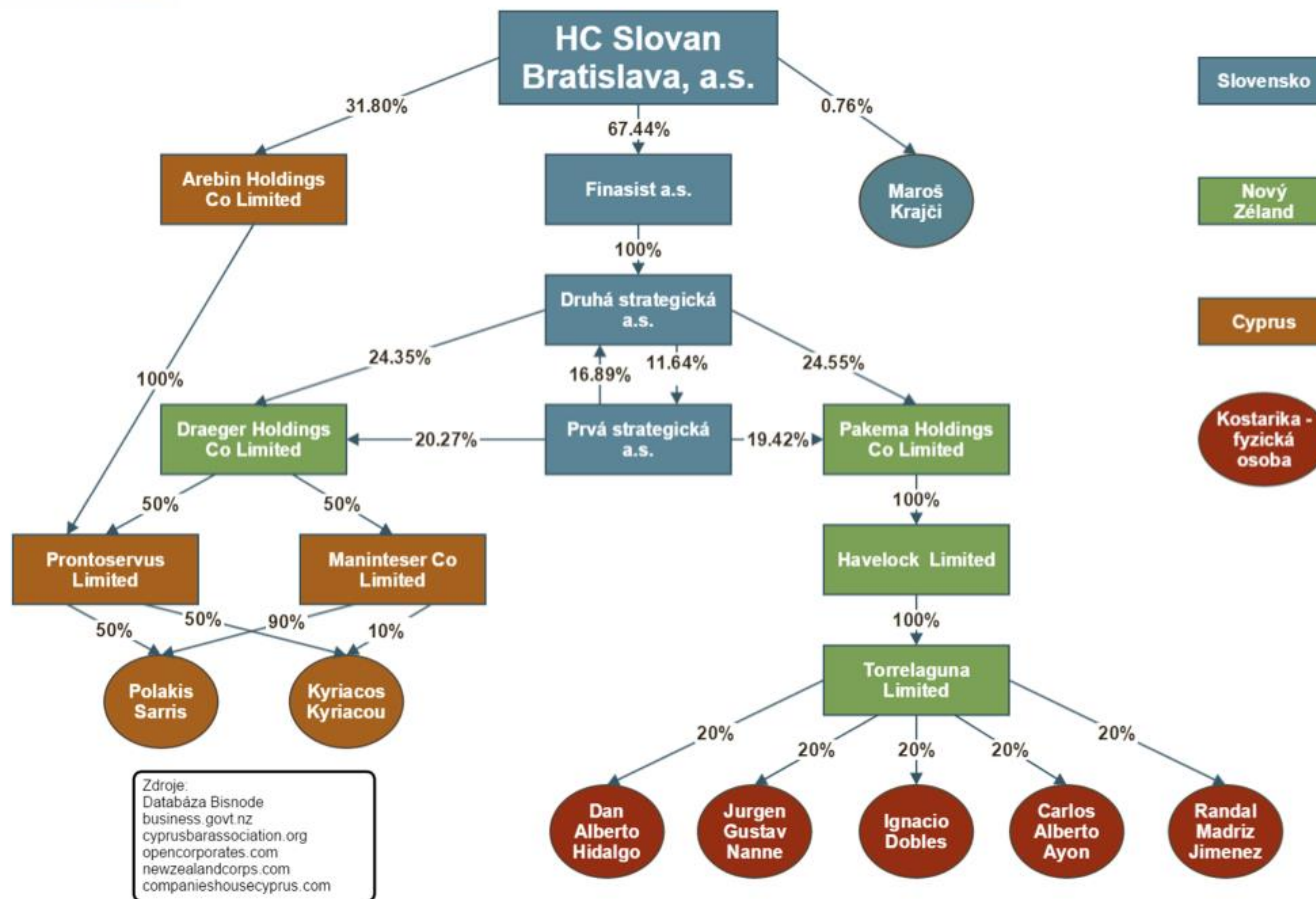 HC Slovan
Bratislava, a.s.
Slovensko
31.80%
67.44%
0.76%
Arebin Holdings
Co Limited
Finasist a.s.
Maroš
Krajči
Nový
Zéland
100%
Druhá strategická
a.s.
Cyprus
24.35%
16.89%
11.64%
24.55%
100%
Draeger Holdings
Co Limited
20.27%
Prvá strategická
a.s.
19.42%
Pakema Holdings
Co Limited
Kostarika -
fyzická
osoba
50%
50%
100%
Prontoservus
Limited
Maninteser Co
Limited
Havelock Limited
50%
50%
90%
10%
100%
Polakis
Sarris
Kyriacos
Kyriacou
Torrelaguna
Limited
20%
20%
20%
20%
20%
Dan
Alberto
Hidalgo
Jurgen
Gustav
Nanne
Ignacio
Dobles
Carlos
Alberto
Ayon
Randal
Madriz
Jimenez
Zdroje:
Databáza Bisnode
business.govt.nz
cyprusbarassociation.org
opencorporates.com
newzealandcorps.com
companieshousecyprus.com